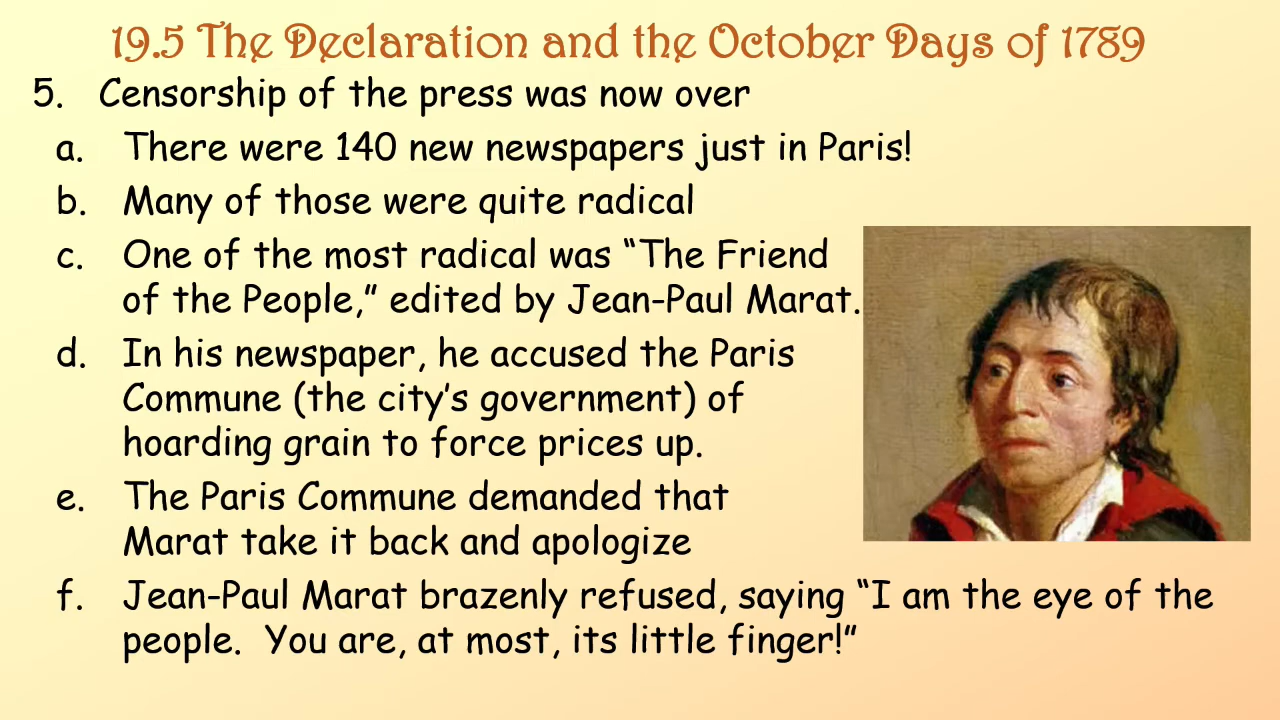 19.5 The Declaration and the October Days of 1789
5. Censorship of the press was now over
a. There were 140 new newspapers just in Paris!
b. Many of those were quite radical
c. One of the most radical was “The Friend
of the People,” edited by Jean-Paul Marat.
d. In his newspaper, he accused the Paris
Commune (the city’s government) of
hoarding grain to force prices up.
e. The Paris Commune demanded that
Marat take it back and apologize
f. Jean-Paul Marat brazenly refused, saying “I am the eye of the
people.  You are, at most, its little finger!”